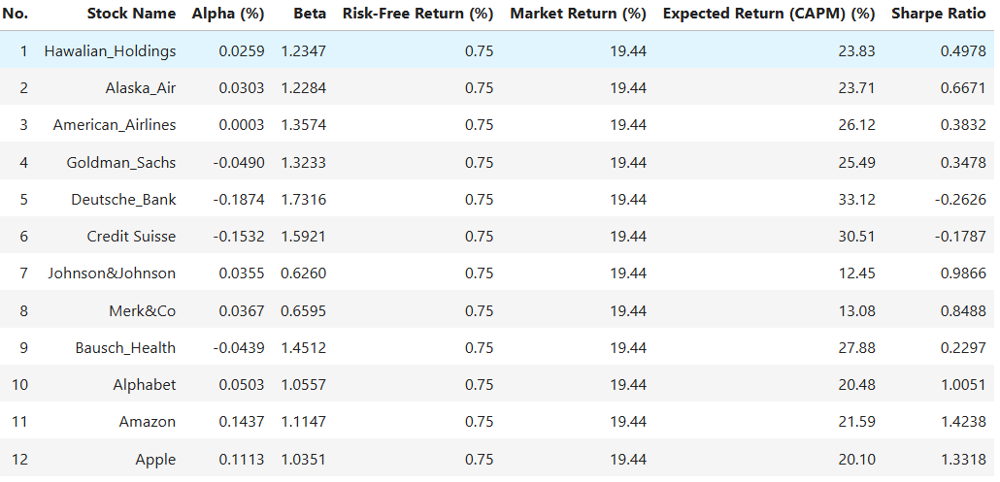 No. Stock Name Alpha (%) Beta Risk-Free Return (%) Market Return (%) Expected Return (CAPM) (%) Sharpe Ratio
1 Hawalian_Holdings 0.0259 1.2347 0.75 19.44 23.83 0.4978
2 Alaska_Air 0.0303 1.2284 0.75 19.44 23.71 0.6671
3 American_Airlines 0.0003 1.3574 0.75 19.44 26.12 0.3832
4 Goldman_Sachs -0.0490 1.3233 0.75 19.44 25.49 0.3478
5 Deutsche_Bank -0.1874 1.7316 0.75 19.44 33.12 -0.2626
6 Credit Suisse -0.1532 1.5921 0.75 19.44 30.51 -0.1787
7 Johnson&Johnson 0.0355 0.6260 0.75 19.44 12.45 0.9866
8 Merk&Co 0.0367 0.6595 0.75 19.44 13.08 0.8488
9 Bausch_Health -0.0439 1.4512 0.75 19.44 27.88 0.2297
10 Alphabet 0.0503 1.0557 0.75 19.44 20.48 1.0051
11 Amazon 0.1437 1.1147 0.75 19.44 21.59 1.4238
12 Apple 0.1113 1.0351 0.75 19.44 20.10 1.3318